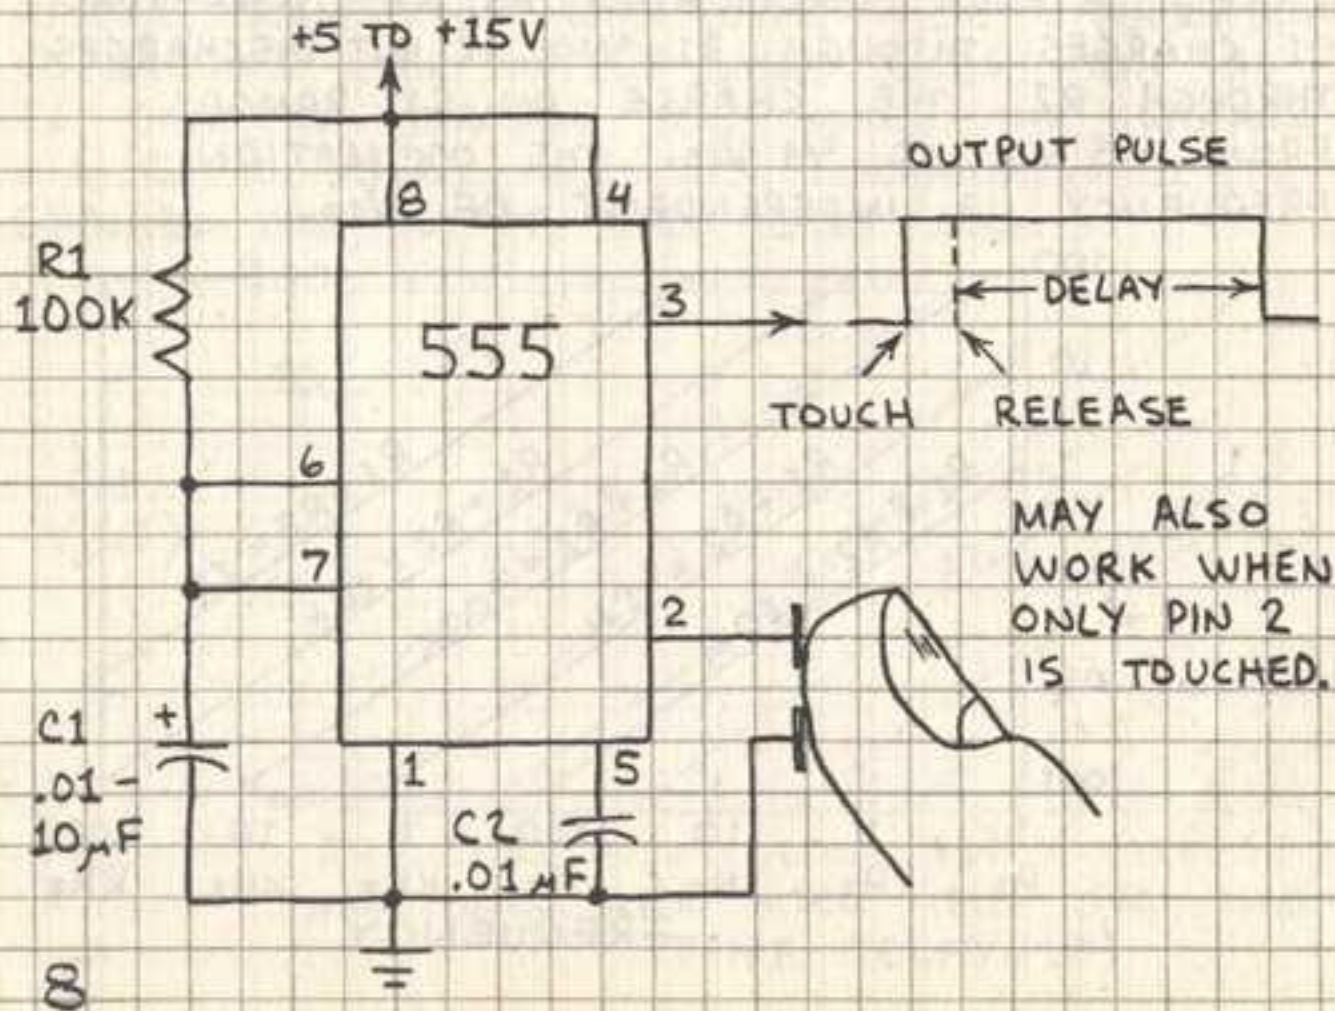 +5 TO +15V
8
4
OUTPUT PULSE
R1
100K
555
3
DELAY
TOUCH
RELEASE
6
7
2
MAY ALSO
WORK WHEN
ONLY PIN 2
IS TOUCHED.
C1
+
.01-
10µF
1
5
C2
.01µF
8